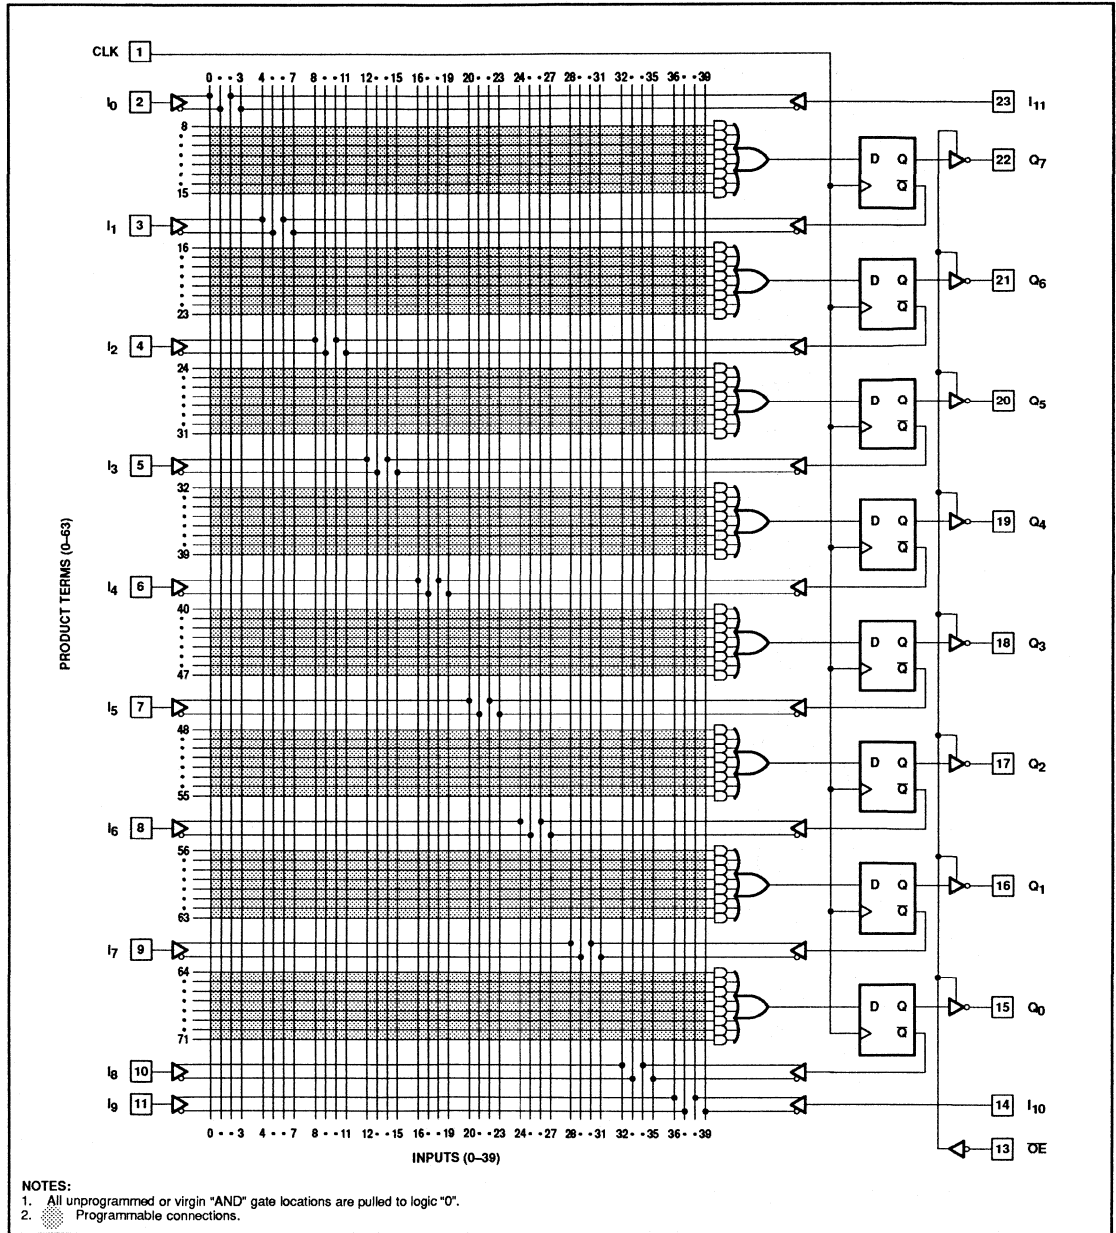 CLK 1
0 • • 3 4 • • 7 8 • • 11 12 • • 15 16 • • 19 20 • • 23 24 • • 27 28 • • 31 32 • • 35 36 • • 39
I0 2
23 I11
8
D Q
22 Q7
Q̅
15
I1 3
16
D Q
21 Q6
Q̅
23
I2 4
24
D Q
20 Q5
Q̅
31
I3 5
32
D Q
19 Q4
Q̅
39
I4 6
PRODUCT TERMS (0–63)
40
D Q
18 Q3
Q̅
47
I5 7
48
D Q
17 Q2
Q̅
55
I6 8
56
D Q
16 Q1
Q̅
63
I7 9
64
D Q
15 Q0
Q̅
71
I8 10
I9 11
14 I10
0 • • 3 4 • • 7 8 • • 11 12 • • 15 16 • • 19 20 • • 23 24 • • 27 28 • • 31 32 • • 35 36 • • 39
13 O̅E̅
INPUTS (0–39)
NOTES:
1. All unprogrammed or virgin "AND" gate locations are pulled to logic "0".
2. Programmable connections.